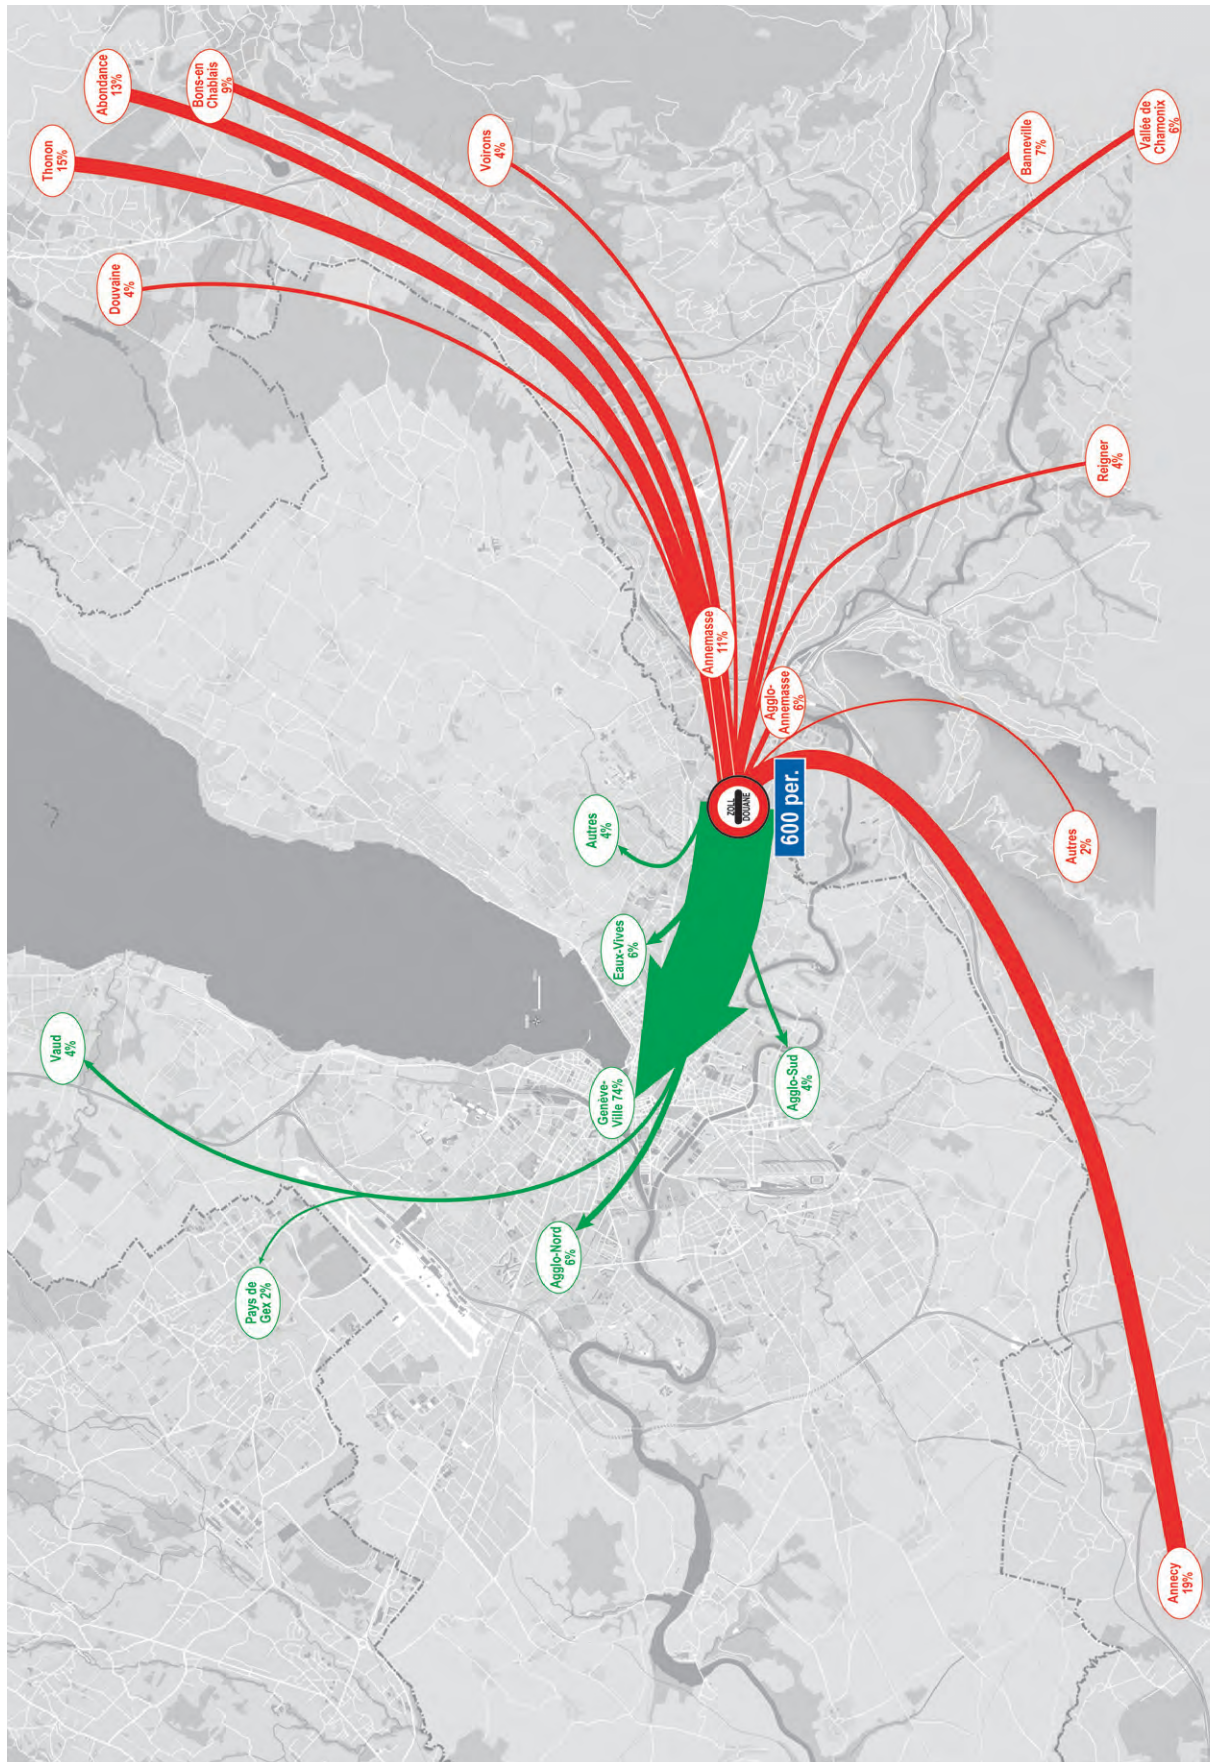 Thonon
15%
Abondance
13%
Bons-en
Chablais
9%
Douvaine
4%
Voirons
4%
Banneville
7%
Vallée de
Chamonix
6%
Reigner
4%
Annemasse
11%
Agglo-
Annemasse
6%
ZOLL
DOUANE
600 per.
Autres
4%
Autres
2%
Eaux-Vives
6%
Vaud
4%
Genève-
Ville 74%
Agglo-Sud
4%
Agglo-Nord
6%
Pays de
Gex 2%
Annecy
19%